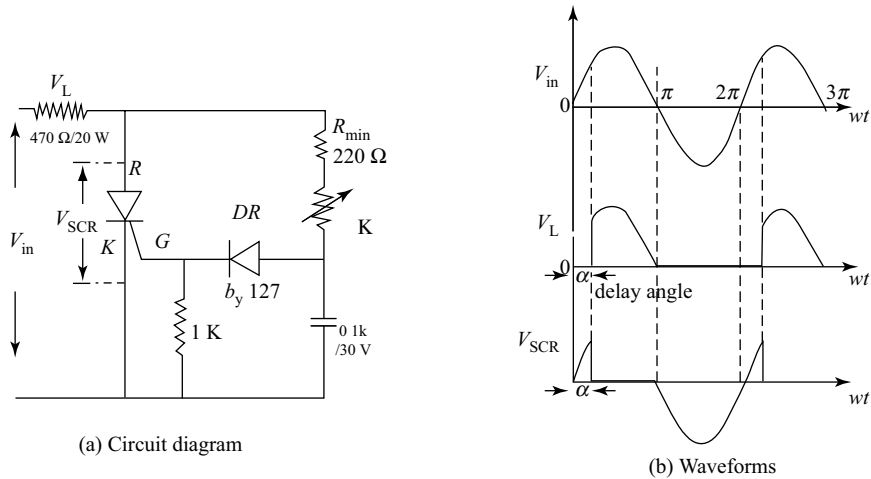 V_L
470 Ω/20 W
R_min
220 Ω
R
V_SCR
V_in
K
G
DR
K
b_y 127
1 K
0 1k
/30 V
(a) Circuit diagram
V_in
0
π
2π
3π
wt
V_L
0
wt
α
delay angle
V_SCR
α
wt
(b) Waveforms